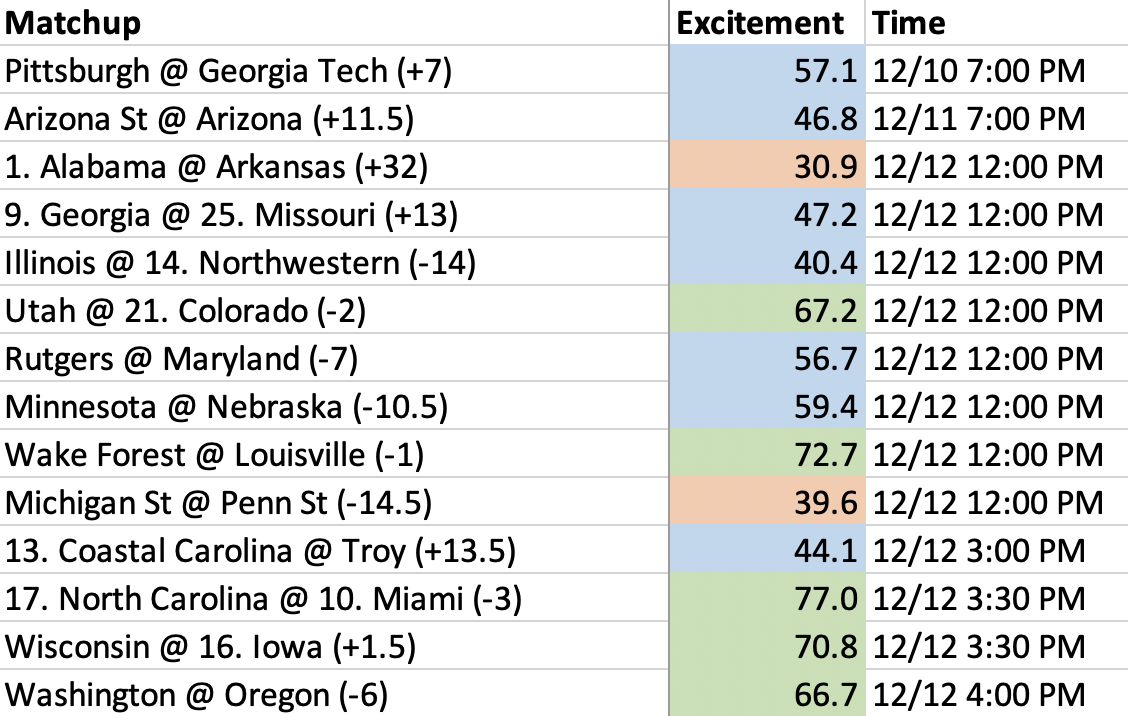 Matchup Excitement Time
Pittsburgh @ Georgia Tech (+7) 57.1 12/10 7:00 PM
Arizona St @ Arizona (+11.5) 46.8 12/11 7:00 PM
1. Alabama @ Arkansas (+32) 30.9 12/12 12:00 PM
9. Georgia @ 25. Missouri (+13) 47.2 12/12 12:00 PM
Illinois @ 14. Northwestern (-14) 40.4 12/12 12:00 PM
Utah @ 21. Colorado (-2) 67.2 12/12 12:00 PM
Rutgers @ Maryland (-7) 56.7 12/12 12:00 PM
Minnesota @ Nebraska (-10.5) 59.4 12/12 12:00 PM
Wake Forest @ Louisville (-1) 72.7 12/12 12:00 PM
Michigan St @ Penn St (-14.5) 39.6 12/12 12:00 PM
13. Coastal Carolina @ Troy (+13.5) 44.1 12/12 3:00 PM
17. North Carolina @ 10. Miami (-3) 77.0 12/12 3:30 PM
Wisconsin @ 16. Iowa (+1.5) 70.8 12/12 3:30 PM
Washington @ Oregon (-6) 66.7 12/12 4:00 PM